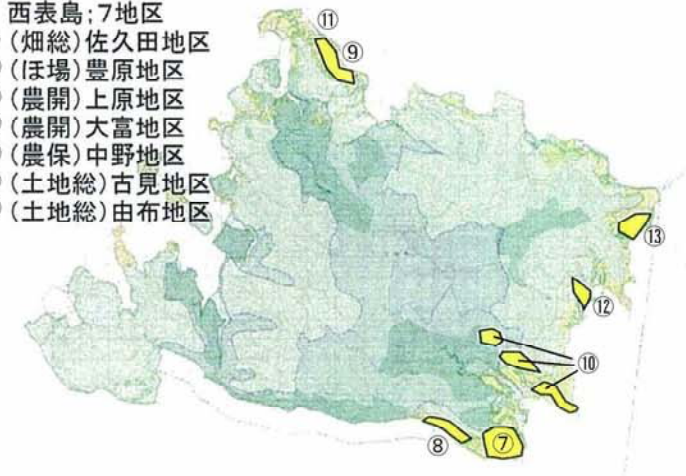 西表島:7地区
(畑総)佐久田地区
(ほ場)豊原地区
(農開)上原地区
(農開)大富地区
(農保)中野地区
(土地総)古見地区
(土地総)由布地区
⑪
⑨
⑬
⑫
⑩
⑧
⑦